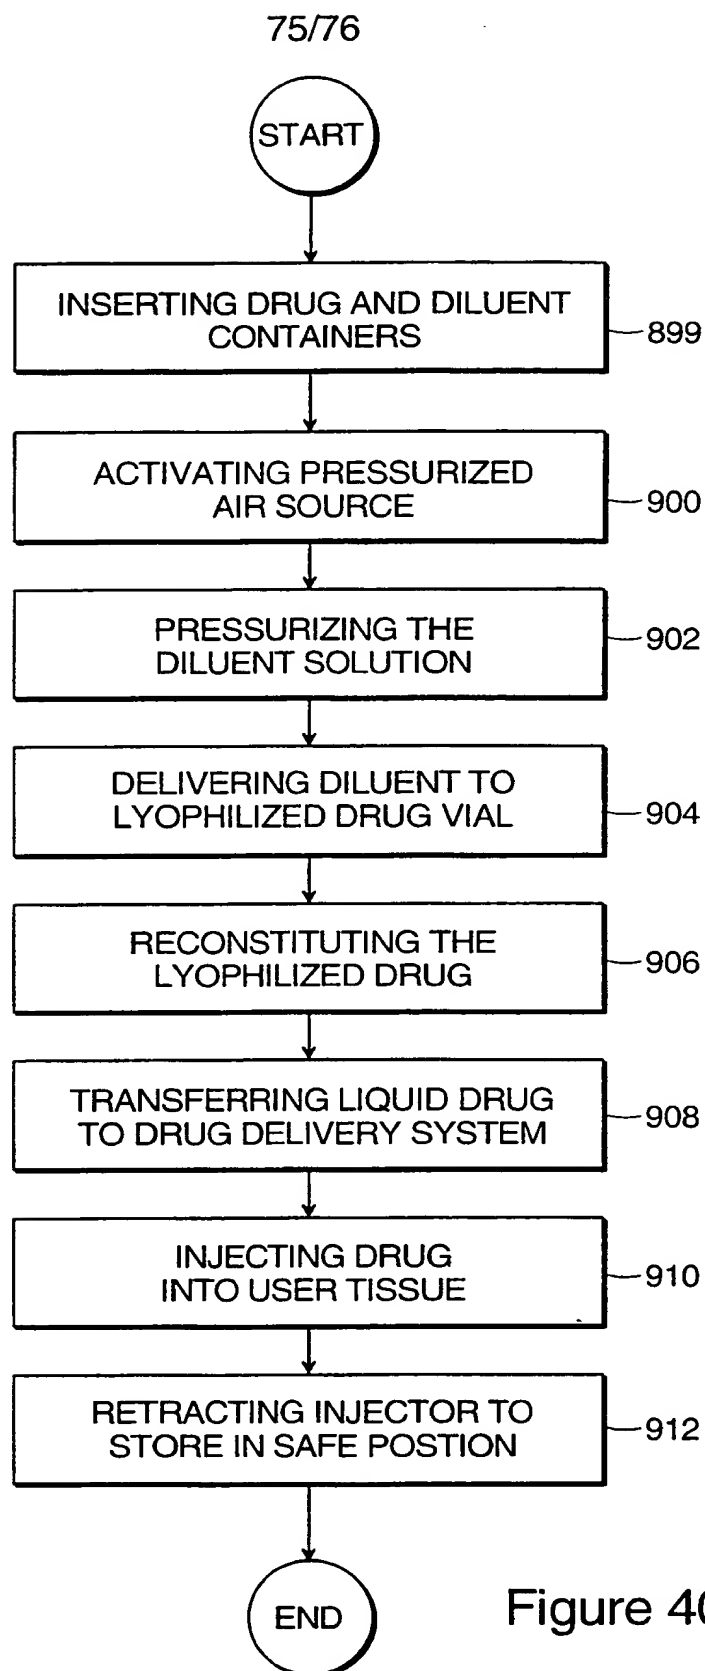 75/76
START
INSERTING DRUG AND DILUENT
CONTAINERS
899
ACTIVATING PRESSURIZED
AIR SOURCE
900
PRESSURIZING THE
DILUENT SOLUTION
902
DELIVERING DILUENT TO
LYOPHILIZED DRUG VIAL
904
RECONSTITUTING THE
LYOPHILIZED DRUG
906
TRANSFERRING LIQUID DRUG
TO DRUG DELIVERY SYSTEM
908
INJECTING DRUG
INTO USER TISSUE
910
RETRACTING INJECTOR TO
STORE IN SAFE POSTION
912
END
Figure